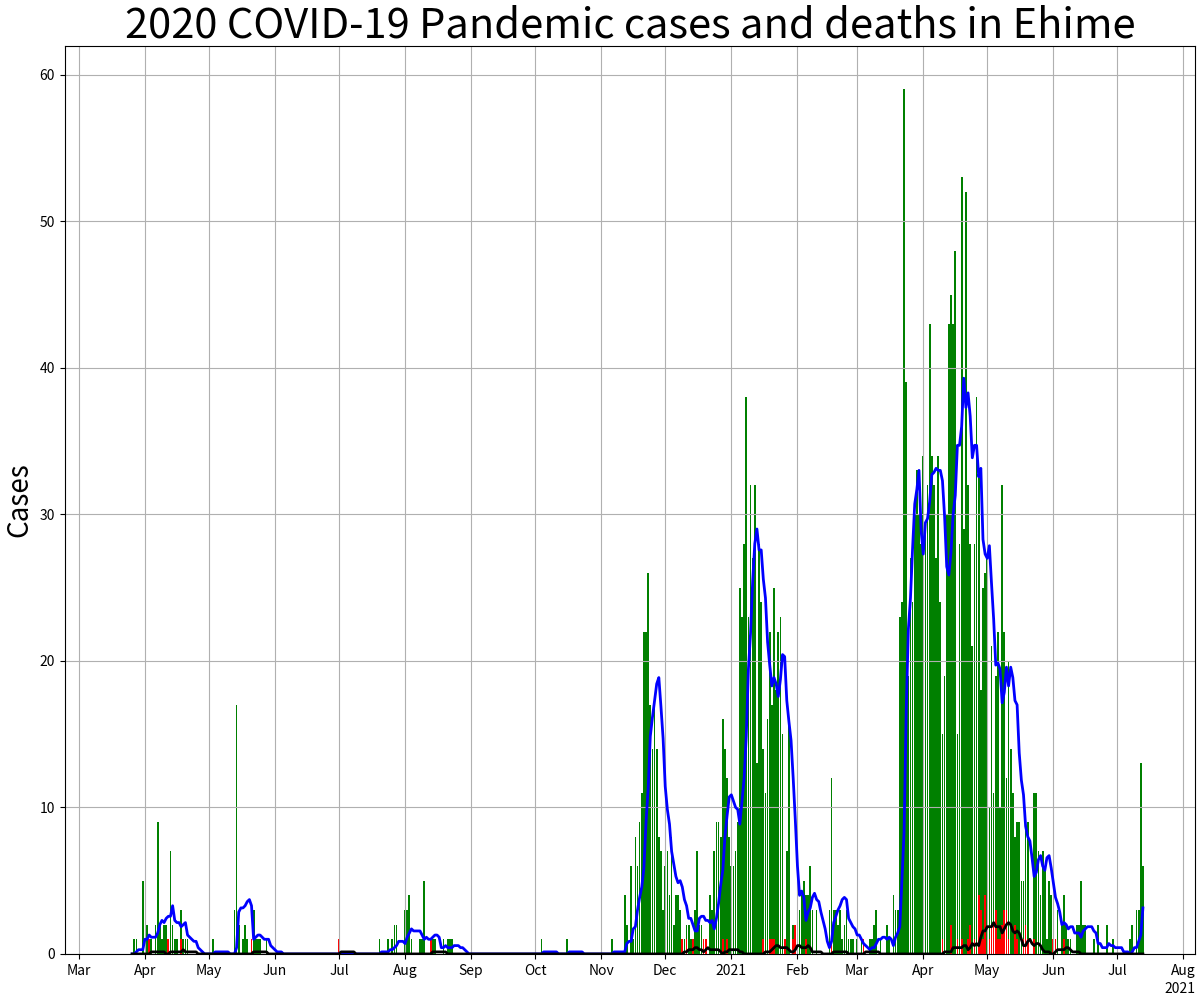 2020 COVID-19 Pandemic cases and deaths in Ehime
60
50
40
30
20
10
0
Cases
Mar Apr May Jun Jul Aug Sep Oct Nov Dec 2021 Feb Mar Apr May Jun Jul Aug
2021